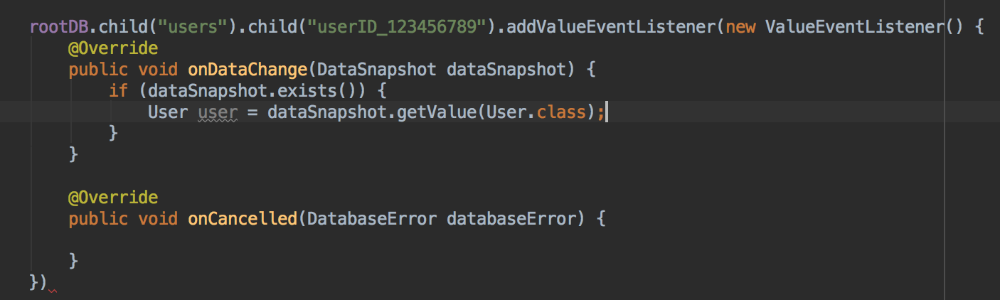 rootDB.child("users").child("userID_123456789").addValueEventListener(new ValueEventListener() {
@Override
public void onDataChange(DataSnapshot dataSnapshot) {
if (dataSnapshot.exists()) {
User user = dataSnapshot.getValue(User.class);
}
}
@Override
public void onCancelled(DatabaseError databaseError) {
}
})